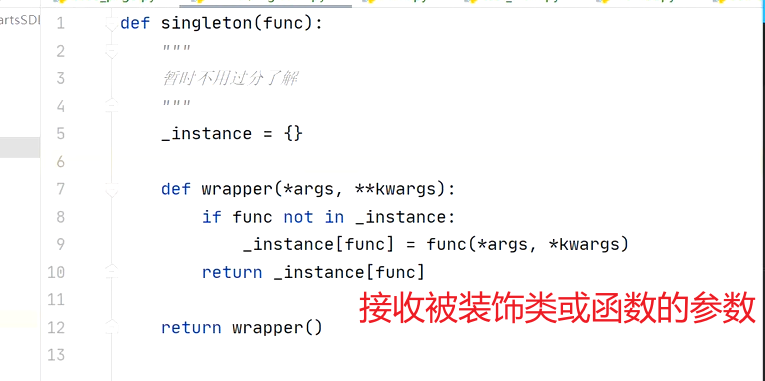 artsSDI
1 def singleton(func):
2 """
3 暂时不用过分了解
4 """
5 _instance = {}
6
7 def wrapper(*args, **kwargs):
8 if func not in _instance:
9 _instance[func] = func(*args, *kwargs)
10 return _instance[func]
11
接收被装饰类或函数的参数
12 return wrapper()
13